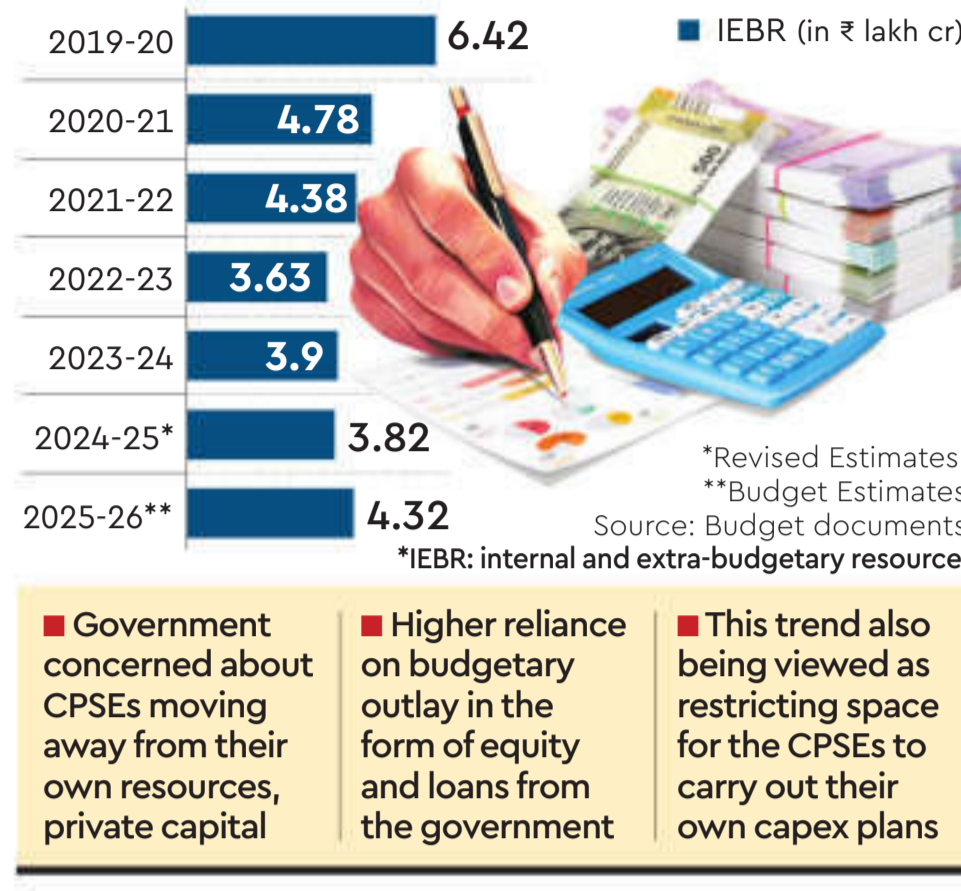 2019-20 6.42
IEBR (in ₹ lakh cr)
2020-21 4.78
2021-22 4.38
2022-23 3.63
2023-24 3.9
2024-25* 3.82
2025-26** 4.32
500
*Revised Estimates
**Budget Estimates
Source: Budget documents
*IEBR: internal and extra-budgetary resource
Government
concerned about
CPSEs moving
away from their
own resources,
private capital
Higher reliance
on budgetary
outlay in the
form of equity
and loans from
the government
This trend also
being viewed as
restricting space
for the CPSEs to
carry out their
own capex plans